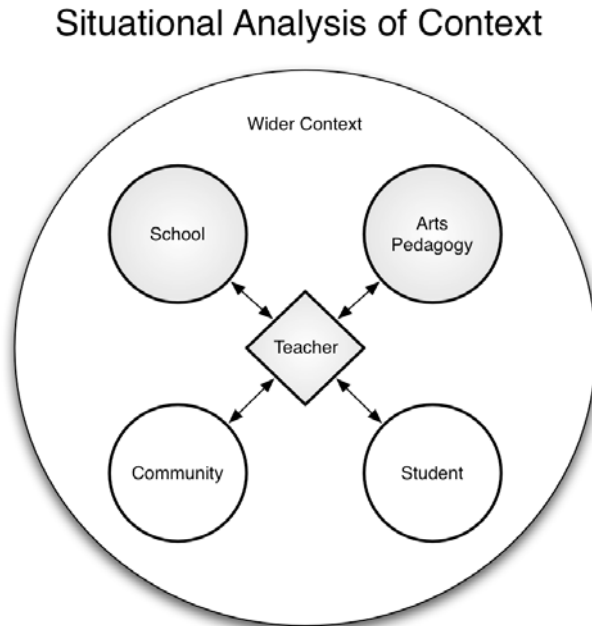 Situational Analysis of Context
Wider Context
School
Arts
Pedagogy
Teacher
Community
Student